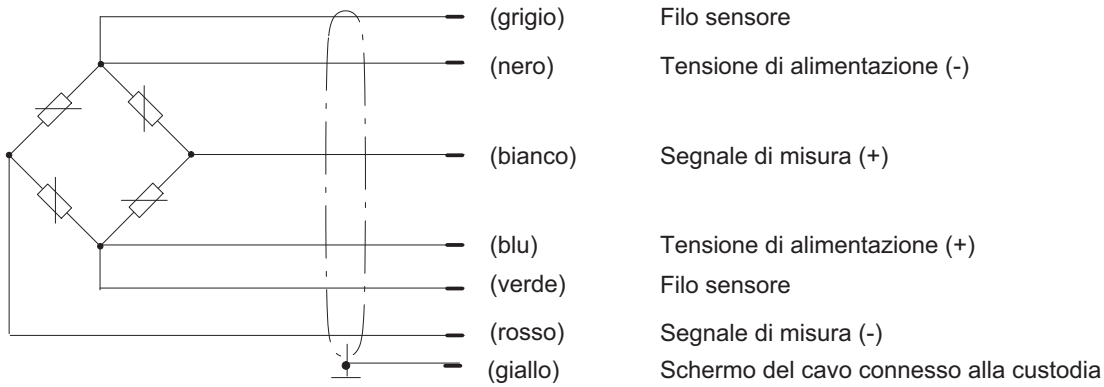 (grigio) Filo sensore
(nero) Tensione di alimentazione (-)
(bianco) Segnale di misura (+)
(blu) Tensione di alimentazione (+)
(verde) Filo sensore
(rosso) Segnale di misura (-)
(giallo) Schermo del cavo connesso alla custodia